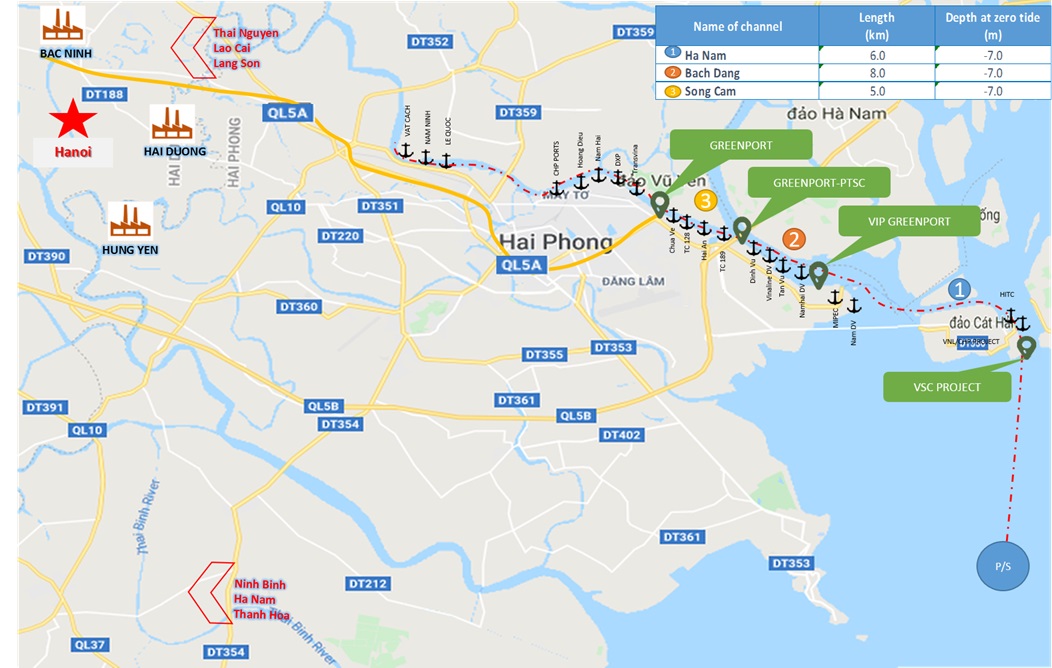 Name of channel
Length
(km)
Depth at zero tide
(m)
1 Ha Nam
6.0
-7.0
2 Bach Dang
8.0
-7.0
3 Song Cam
5.0
-7.0
BAC NINH
Thai Nguyen
Lao Cai
Lang Son
DT352
DT359
DT188
QL5A
DT359
đảo Hà Nam
Hanoi
HAI DUONG
HAI PHONG
VAT CACH
NAM NINH
LE QUOC
CHP PORTS
Hoang Dieu
Nam Hai
DXP
Transvina
GREENPORT
GREENPORT-PTSC
VIP GREENPORT
đảo Vũ Yên
MÁY TƠ
3
QL10
DT351
HUNG YEN
DT220
DT390
Hai Phong
QL5A
ĐẰNG LÂM
Chua Ve
TC 128
Hai An
TC 189
2
Dinh Vu
Vinaline DV
Tan Vu
Namhai DV
MIPEC
Nam DV
1
HITC
đảo Cát Hải
VSC PROJECT
DT360
DT353
DT355
DT361
DT391
QL5B
QL5B
DT354
QL10
DT402
Thai Binh River
DT361
DT353
P/S
DT212
Ninh Binh
Ha Nam
Thanh Hoa
Thai Binh River
QL37
DT354